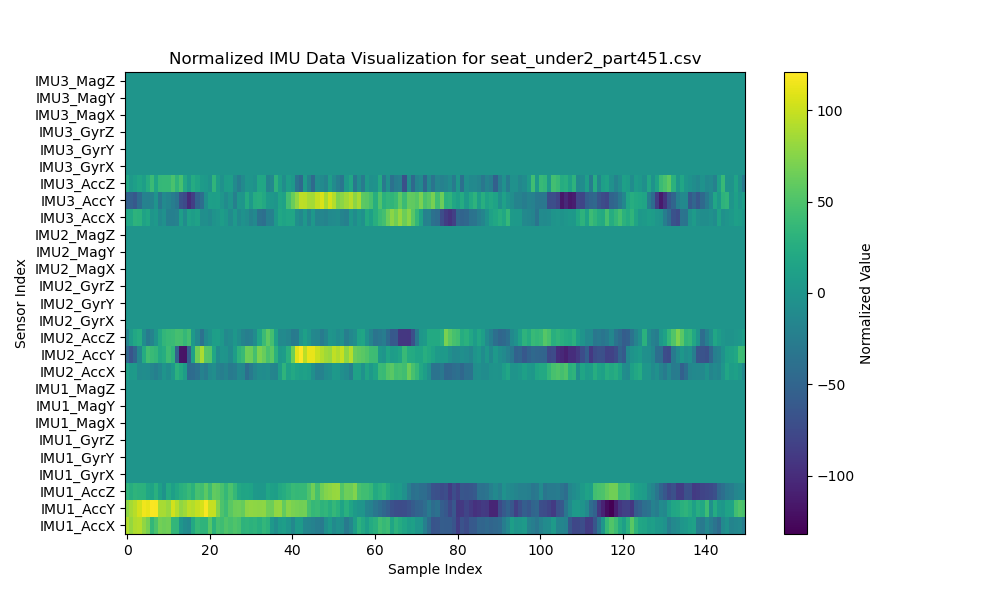 Normalized IMU Data Visualization for seat_under2_part451.csv
IMU3_MagZ
IMU3_MagY
IMU3_MagX
IMU3_GyrZ
IMU3_GyrY
IMU3_GyrX
IMU3_AccZ
IMU3_AccY
IMU3_AccX
IMU2_MagZ
IMU2_MagY
IMU2_MagX
IMU2_GyrZ
IMU2_GyrY
IMU2_GyrX
IMU2_AccZ
IMU2_AccY
IMU2_AccX
IMU1_MagZ
IMU1_MagY
IMU1_MagX
IMU1_GyrZ
IMU1_GyrY
IMU1_GyrX
IMU1_AccZ
IMU1_AccY
IMU1_AccX
Sensor Index
0 20 40 60 80 100 120 140
Sample Index
100
50
0
−50
−100
Normalized Value